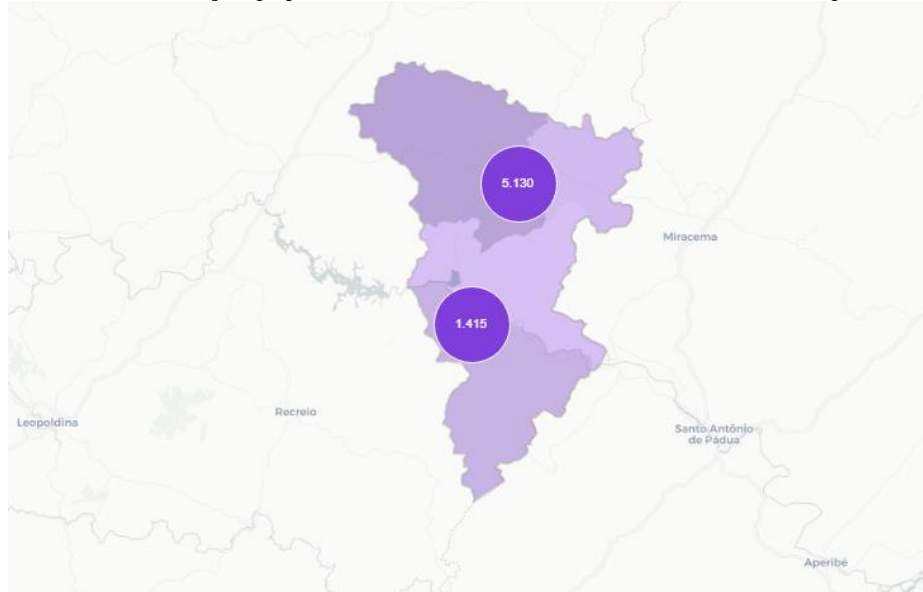 5.130
Miracema
1.415
Recreio
Leopoldina
Santo Antônio
de Pádua
Aperibé